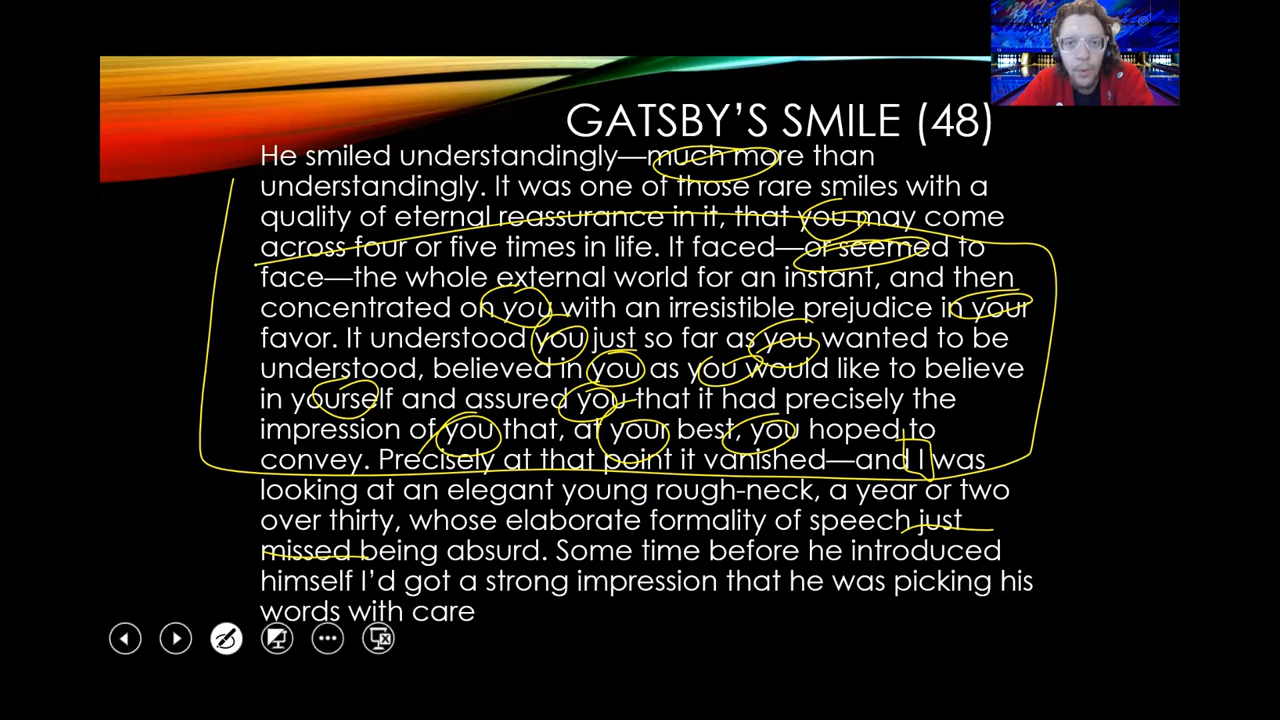 GATSBY'S SMILE (48)
He smiled understandingly—much more than
understandingly. It was one of those rare smiles with a
quality of eternal reassurance in it, that you may come
across four or five times in life. It faced—or seemed to
face—the whole external world for an instant, and then
concentrated on you with an irresistible prejudice in your
favor. It understood you just so far as you wanted to be
understood, believed in you as you would like to believe
in yourself and assured you that it had precisely the
impression of you that, at your best, you hoped to
convey. Precisely at that point it vanished—and I was
looking at an elegant young rough-neck, a year or two
over thirty, whose elaborate formality of speech just
missed being absurd. Some time before he introduced
himself I'd got a strong impression that he was picking his
words with care